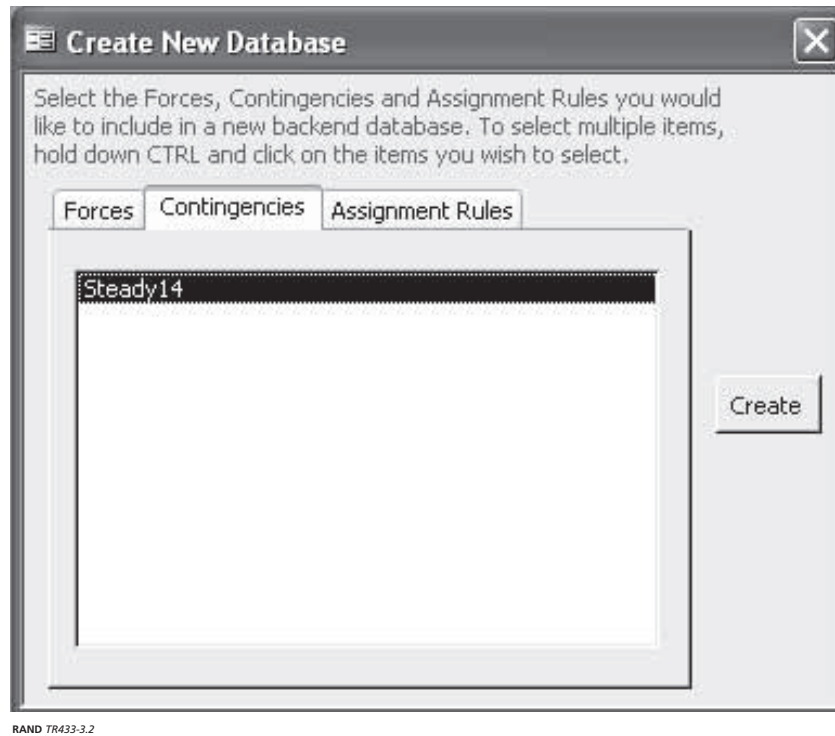 Create New Database
Select the Forces, Contingencies and Assignment Rules you would
like to include in a new backend database. To select multiple items,
hold down CTRL and click on the items you wish to select.
Forces Contingencies Assignment Rules
Steady14
Create
RAND TR433-3.2